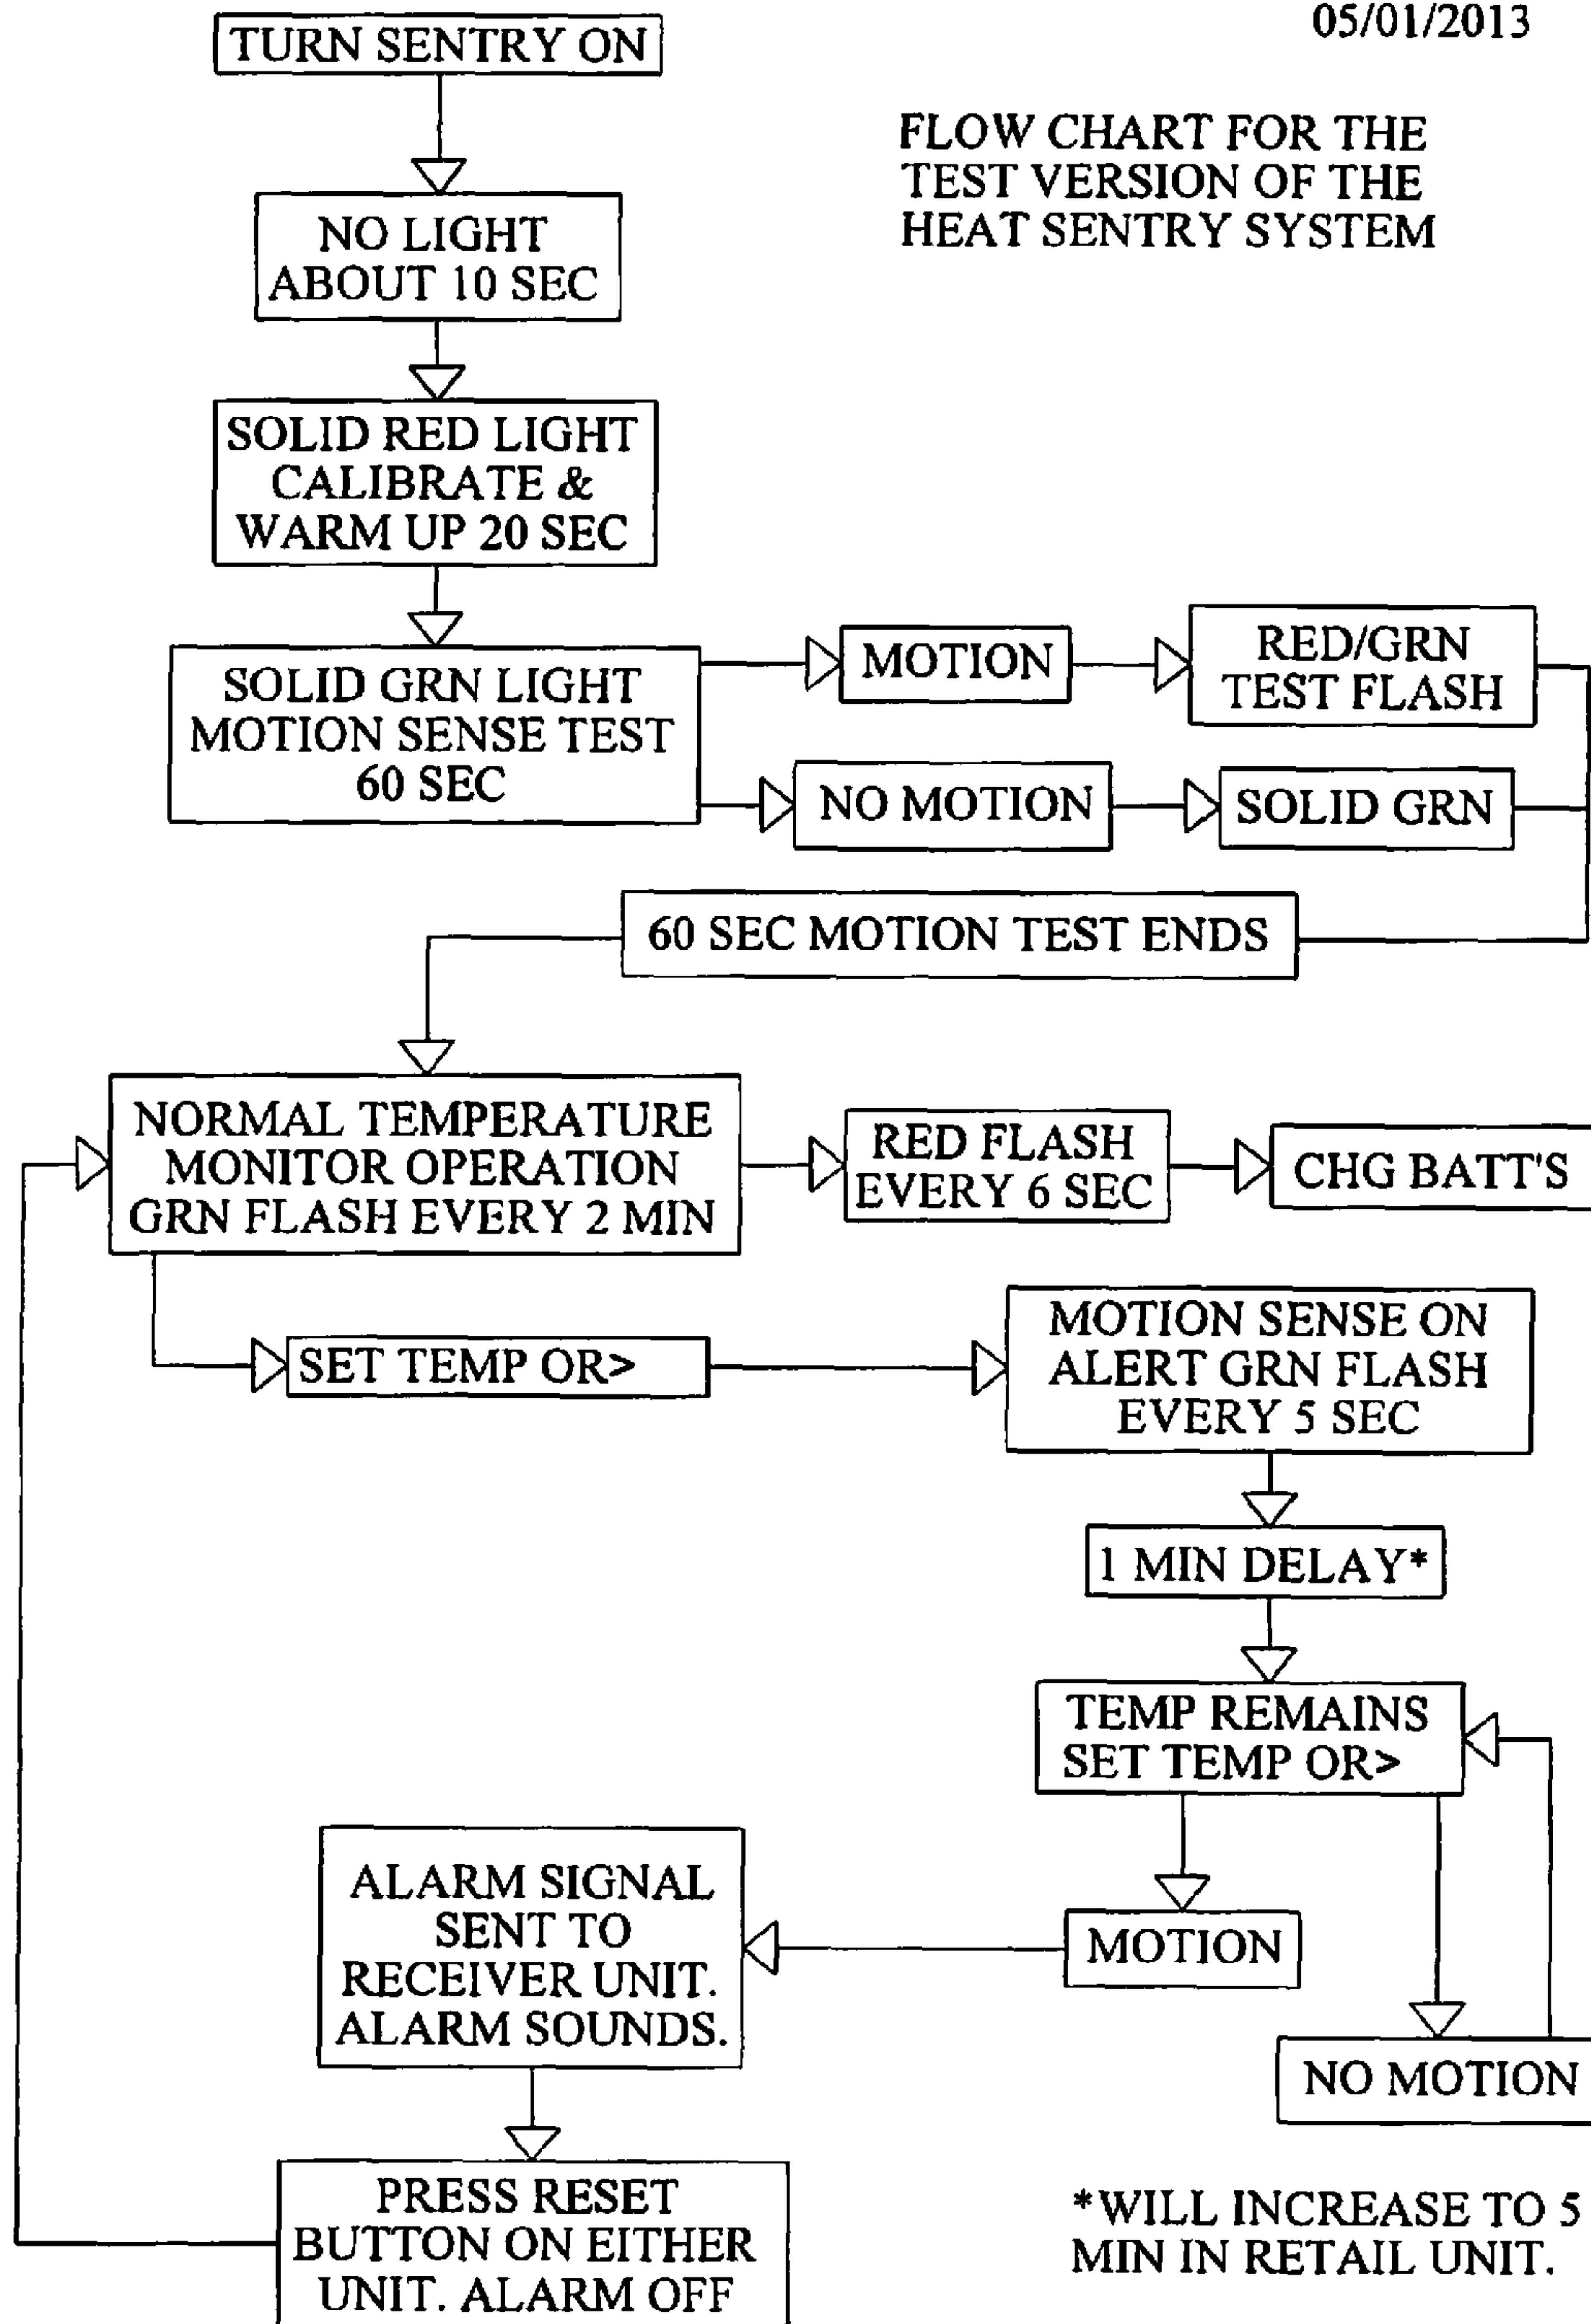 05/01/2013
FLOW CHART FOR THE
TEST VERSION OF THE
HEAT SENTRY SYSTEM
TURN SENTRY ON
NO LIGHT
ABOUT 10 SEC
SOLID RED LIGHT
CALIBRATE &
WARM UP 20 SEC
SOLID GRN LIGHT
MOTION SENSE TEST
60 SEC
MOTION
RED/GRN
TEST FLASH
NO MOTION
SOLID GRN
60 SEC MOTION TEST ENDS
NORMAL TEMPERATURE
MONITOR OPERATION
GRN FLASH EVERY 2 MIN
RED FLASH
EVERY 6 SEC
CHG BATT'S
SET TEMP OR>
MOTION SENSE ON
ALERT GRN FLASH
EVERY 5 SEC
1 MIN DELAY*
TEMP REMAINS
SET TEMP OR>
MOTION
NO MOTION
ALARM SIGNAL
SENT TO
RECEIVER UNIT.
ALARM SOUNDS.
PRESS RESET
BUTTON ON EITHER
UNIT. ALARM OFF
*WILL INCREASE TO 5
MIN IN RETAIL UNIT.